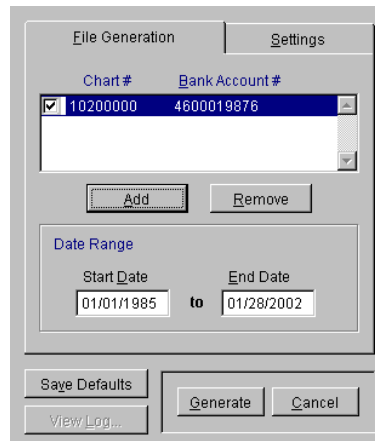 File Generation Settings
Chart # Bank Account #
10200000 4600019876
Add Remove
Date Range
Start Date End Date
01/01/1985 to 01/28/2002
Save Defaults
Generate Cancel
View Log...